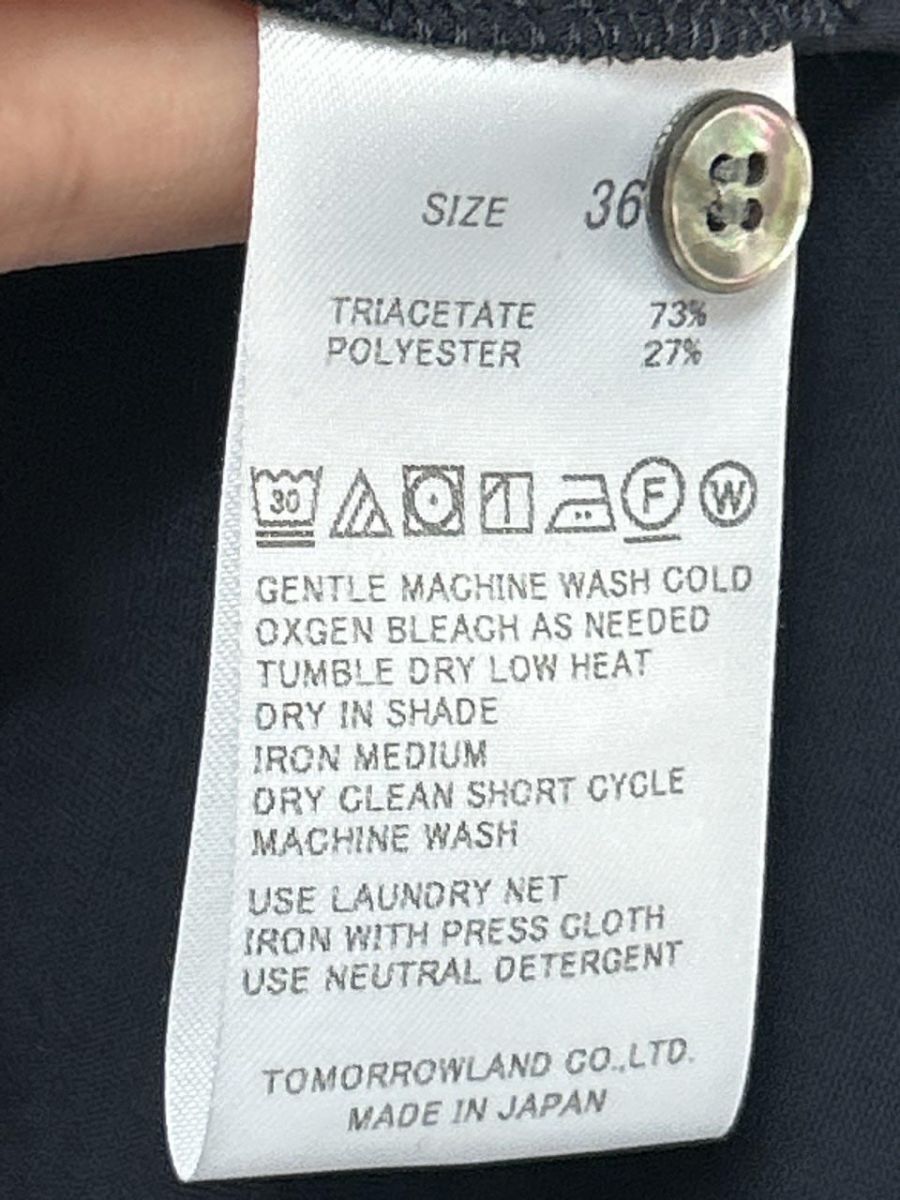 SIZE 36
TRIACETATE 73%
POLYESTER 27%
30 F W
GENTLE MACHINE WASH COLD
OXGEN BLEACH AS NEEDED
TUMBLE DRY LOW HEAT
DRY IN SHADE
IRON MEDIUM
DRY CLEAN SHORT CYCLE
MACHINE WASH
USE LAUNDRY NET
IRON WITH PRESS CLOTH
USE NEUTRAL DETERGENT
TOMORROWLAND CO.,LTD.
MADE IN JAPAN